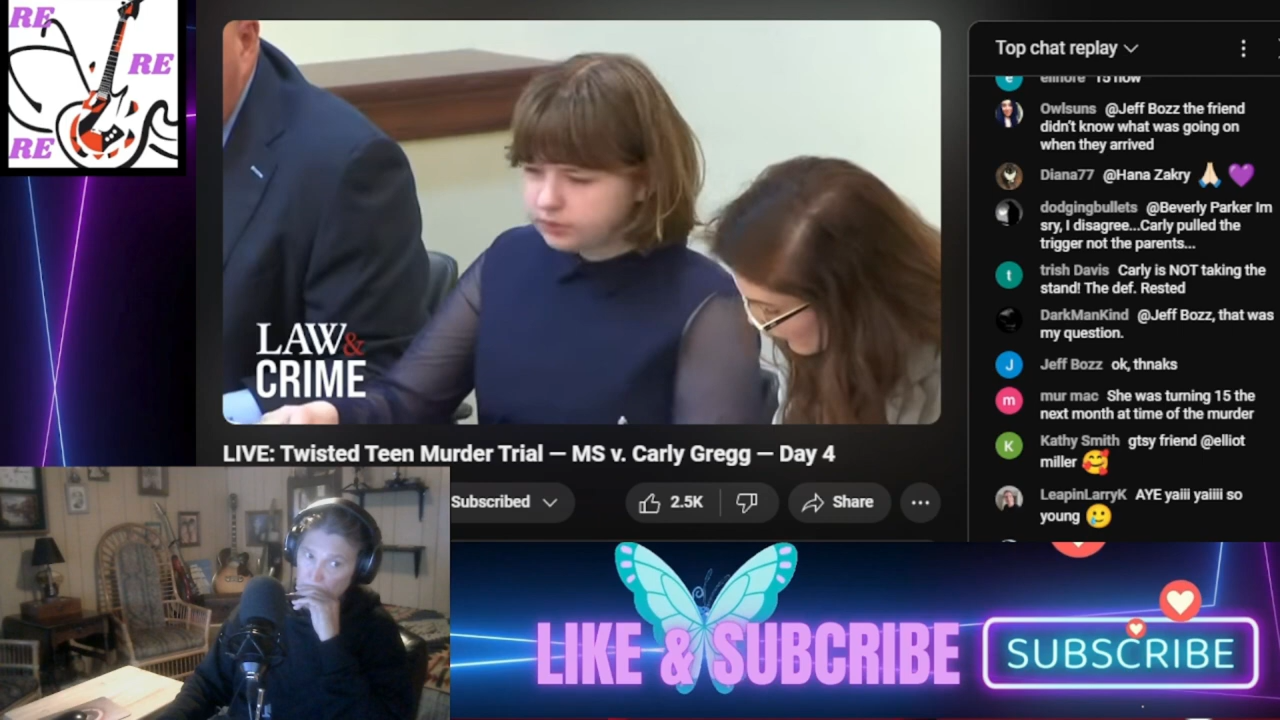 RE
RE
RE
LAW&
CRIME
LIVE: Twisted Teen Murder Trial — MS v. Carly Gregg — Day 4
Subscribed
2.5K
Share
Top chat replay
ellhore 15 now
Owlsuns @Jeff Bozz the friend
didn't know what was going on
when they arrived
Diana77 @Hana Zakry 🙏🏻 💜
dodgingbullets @Beverly Parker Im
sry, I disagree...Carly pulled the
trigger not the parents...
t
trish Davis Carly is NOT taking the
stand! The def. Rested
DarkManKind @Jeff Bozz, that was
my question.
J
Jeff Bozz ok, thnaks
m
mur mac She was turning 15 the
next month at time of the murder
K
Kathy Smith gtsy friend @elliot
miller 🥰
LeapinLarryK AYE yaiii yaiiii so
young 🥲
LIKE & SUBCRIBE
SUBSCRIBE